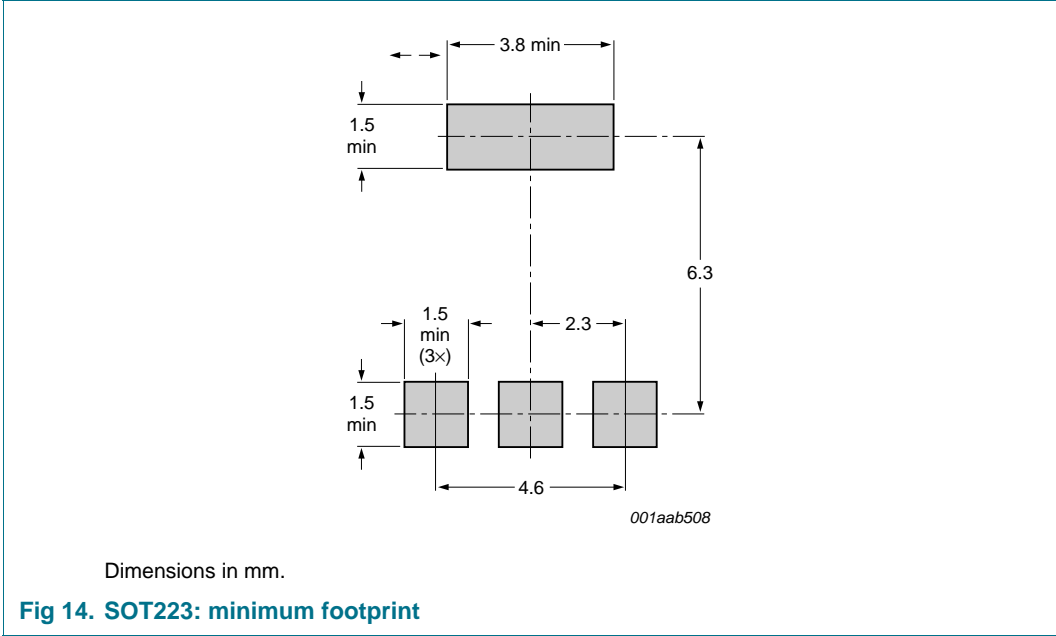 3.8 min
1.5
min
6.3
1.5
min
(3×)
2.3
1.5
min
4.6
001aab508
Dimensions in mm.
Fig 14. SOT223: minimum footprint